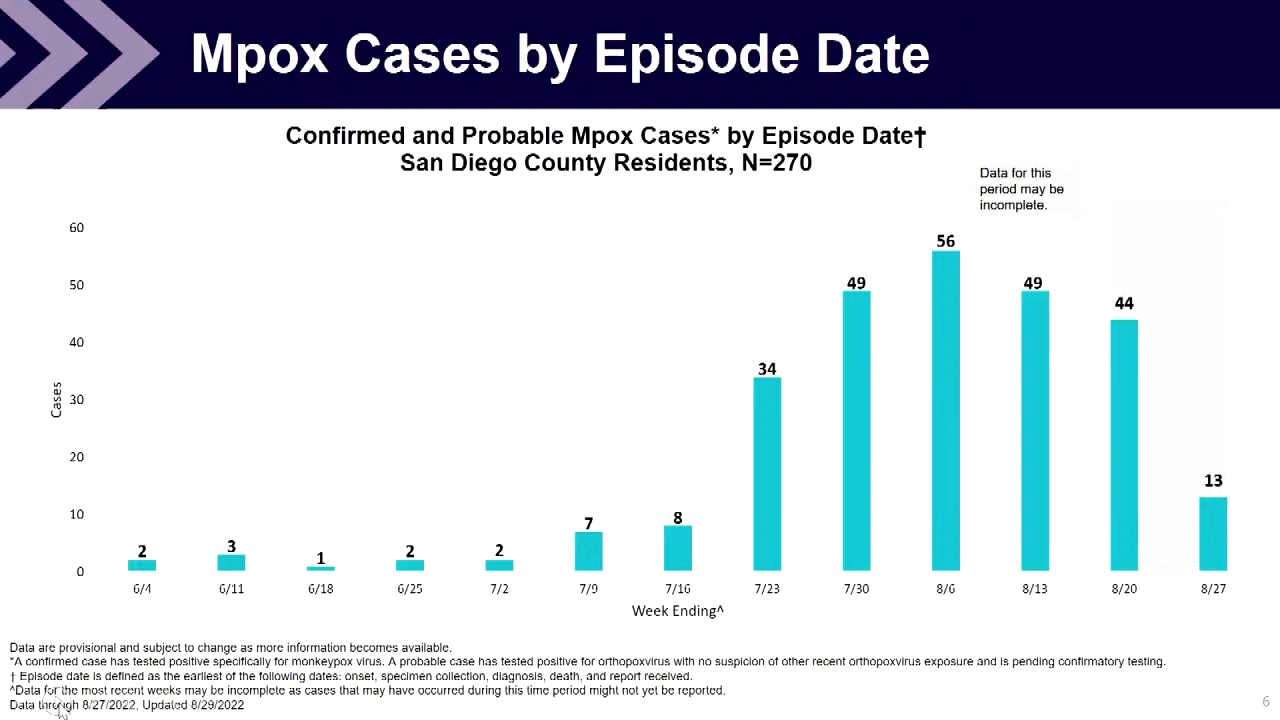 Mpox Cases by Episode Date
Confirmed and Probable Mpox Cases* by Episode Date†
San Diego County Residents, N=270
Data for this
period may be
incomplete.
60
50
40
30
20
10
0
Cases
2
3
1
2
2
7
8
34
49
56
49
44
13
6/4
6/11
6/18
6/25
7/2
7/9
7/16
7/23
7/30
8/6
8/13
8/20
8/27
Week Ending^
Data are provisional and subject to change as more information becomes available.
*A confirmed case has tested positive specifically for monkeypox virus. A probable case has tested positive for orthopoxvirus with no suspicion of other recent orthopoxvirus exposure and is pending confirmatory testing.
† Episode date is defined as the earliest of the following dates: onset, specimen collection, diagnosis, death, and report received.
^Data for the most recent weeks may be incomplete as cases that may have occurred during this time period might not yet be reported.
Data through 8/27/2022, Updated 8/29/2022
6